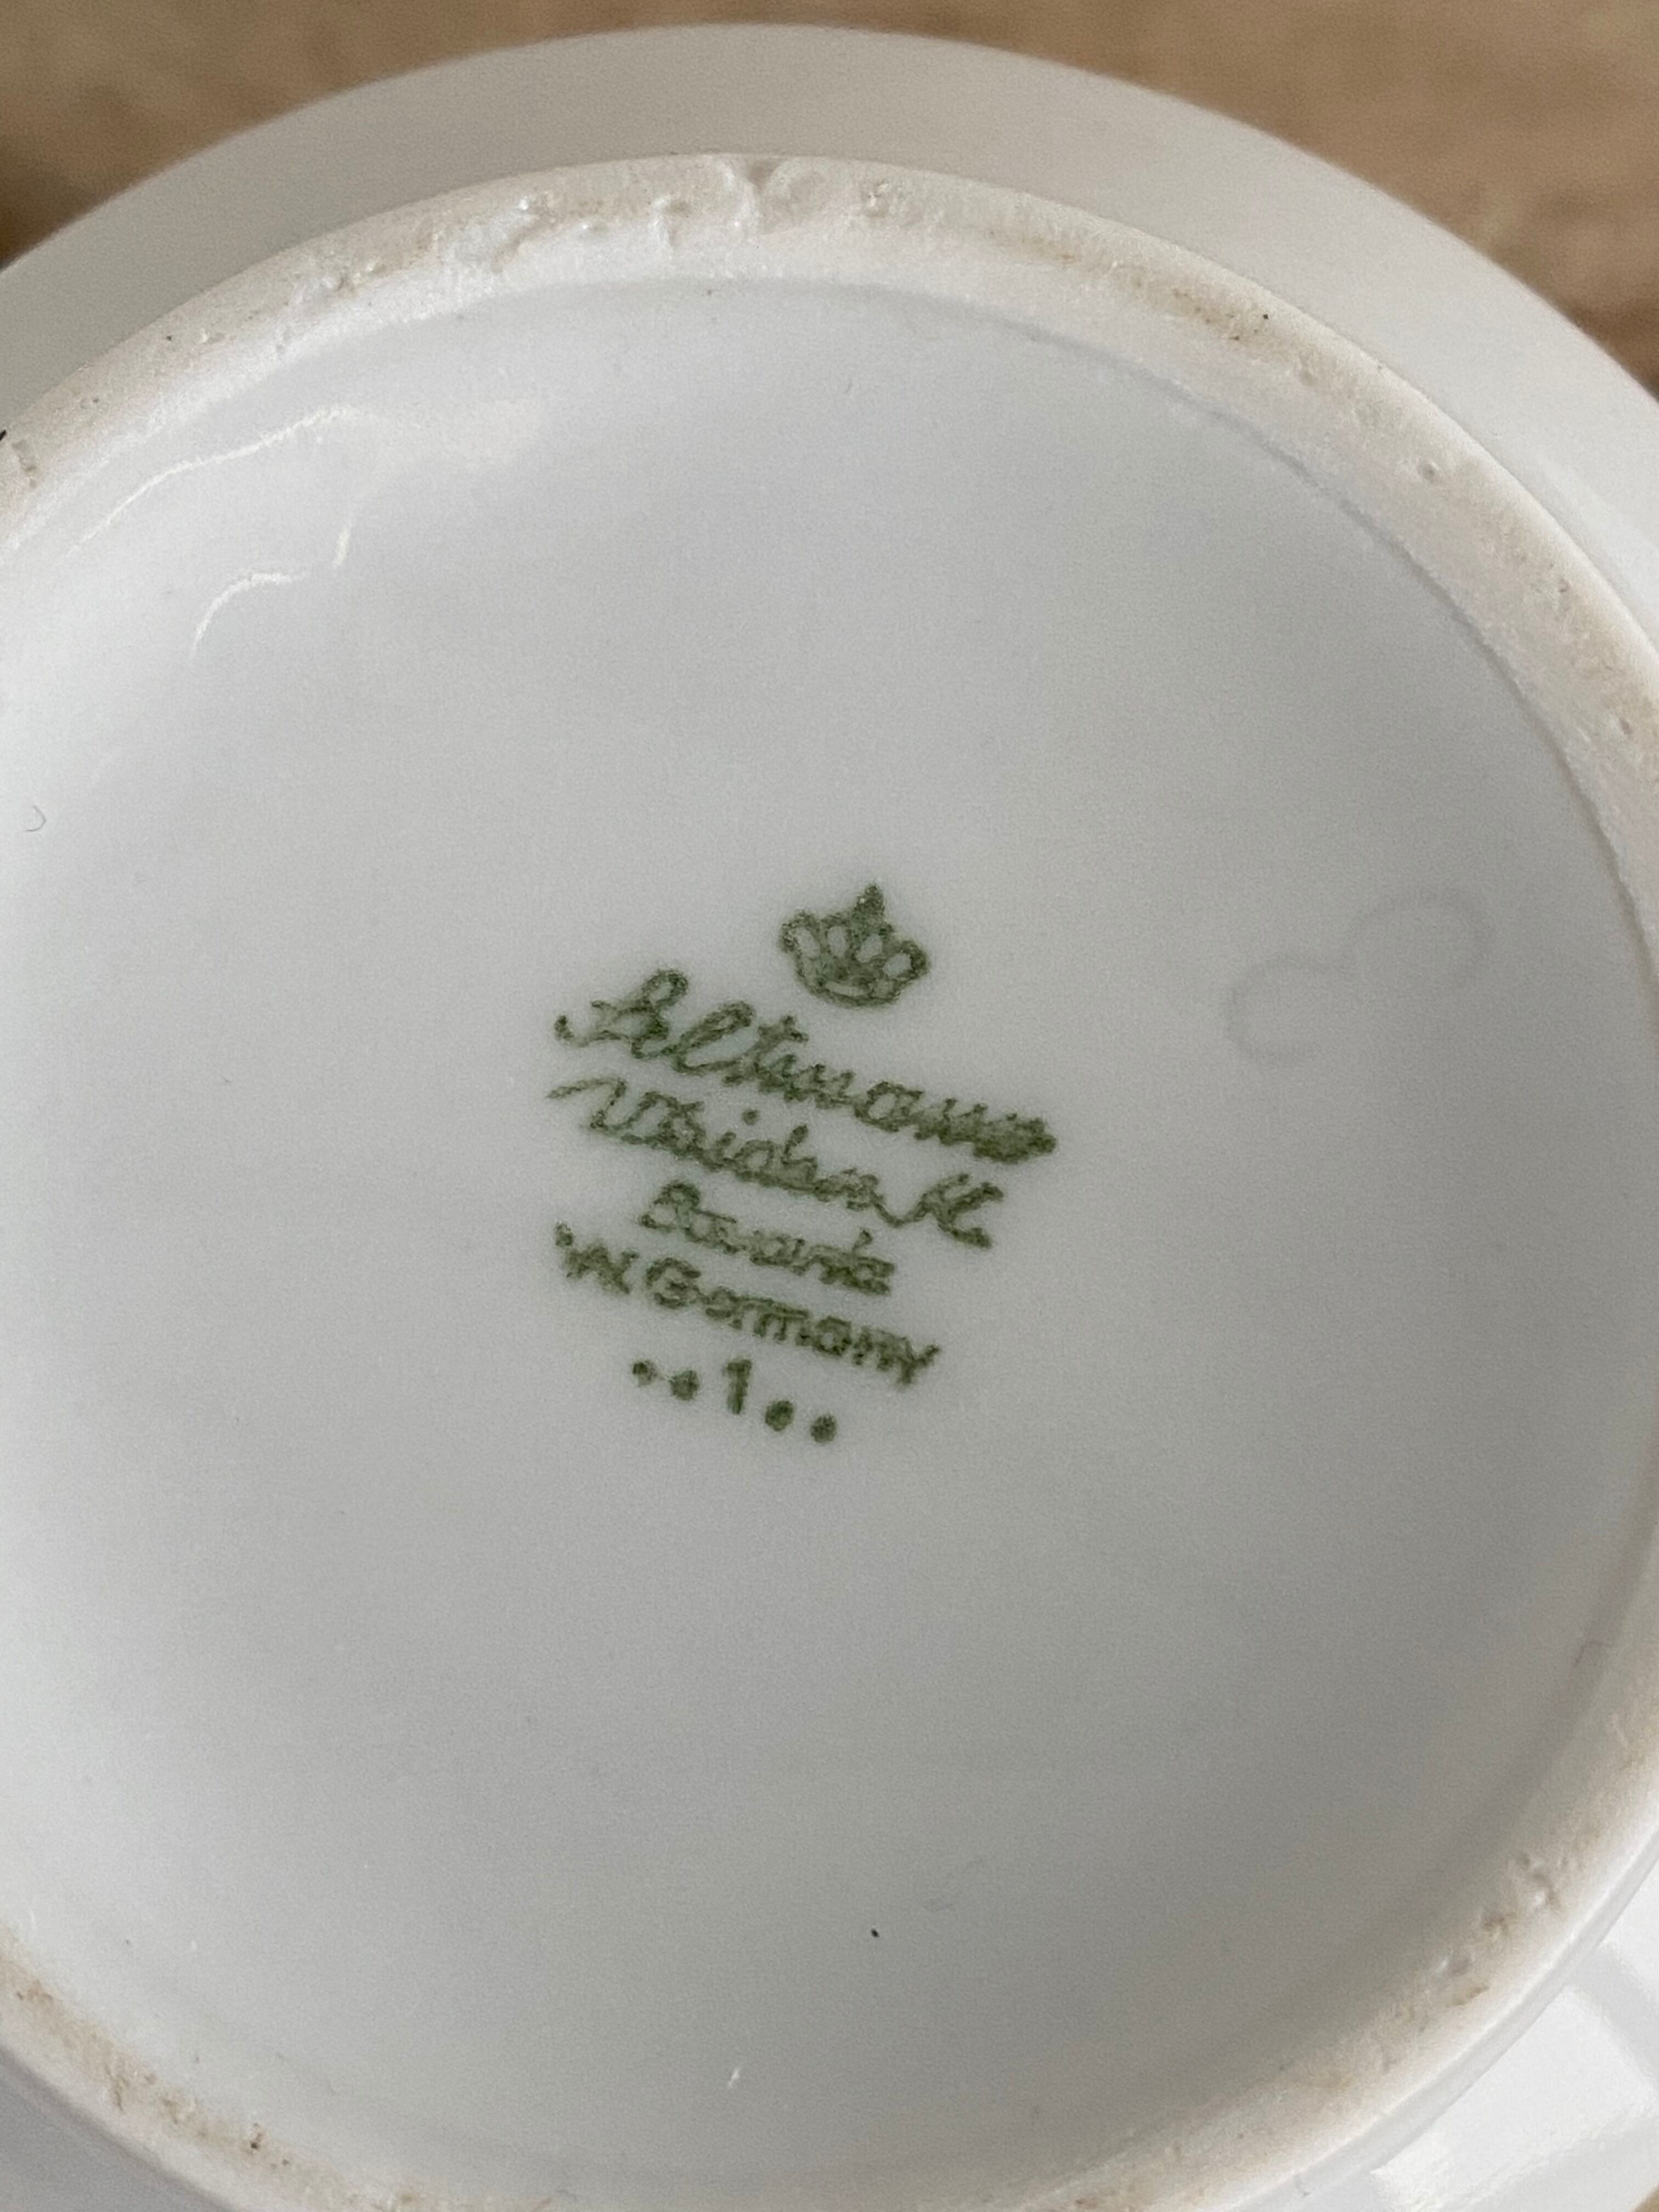 Seltmann
Weiden K.
Bavaria
W. Germany
..1..